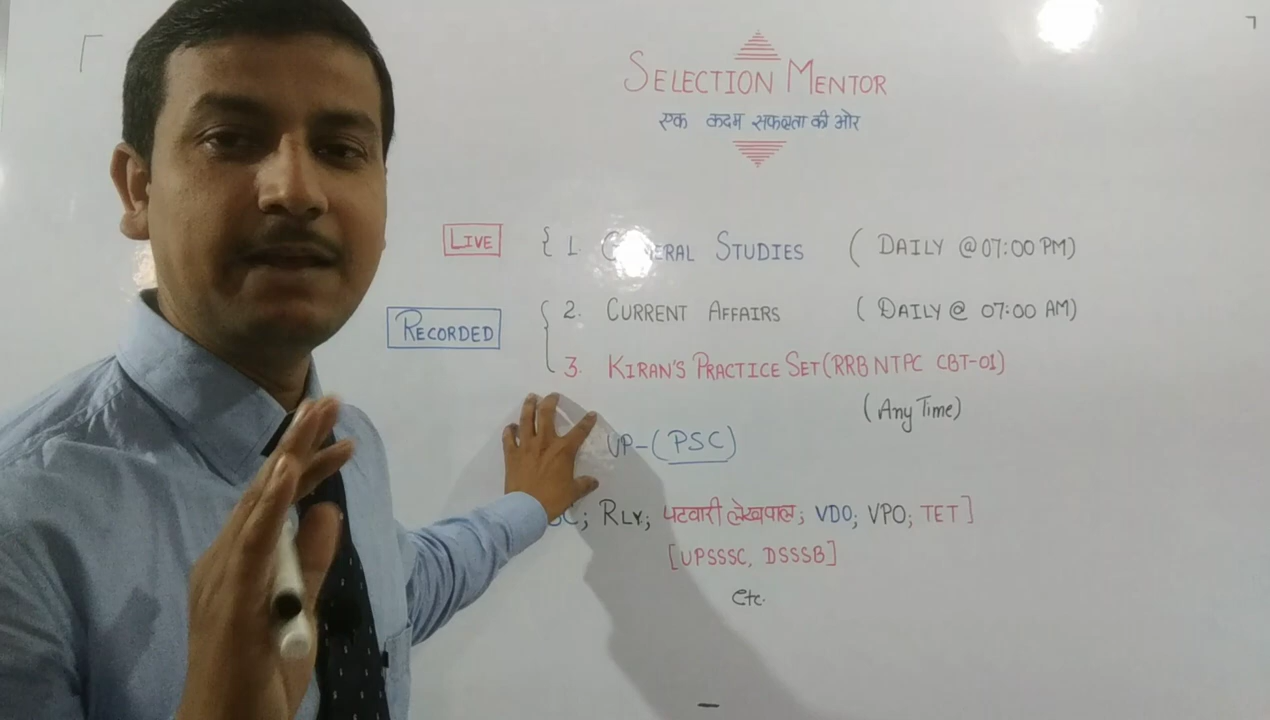 SELECTION MENTOR
एक कदम सफलता की ओर
LIVE { 1. GENERAL STUDIES ( DAILY @ 07:00 PM)
RECORDED { 2. CURRENT AFFAIRS ( DAILY @ 07:00 AM)
3. KIRAN'S PRACTICE SET (RRB NTPC CBT-01)
(Any Time)
UP-(PSC)
; RLY; पटवारी लेखपाल; VDO; VPO; TET]
[UPSSSC, DSSSB]
etc.